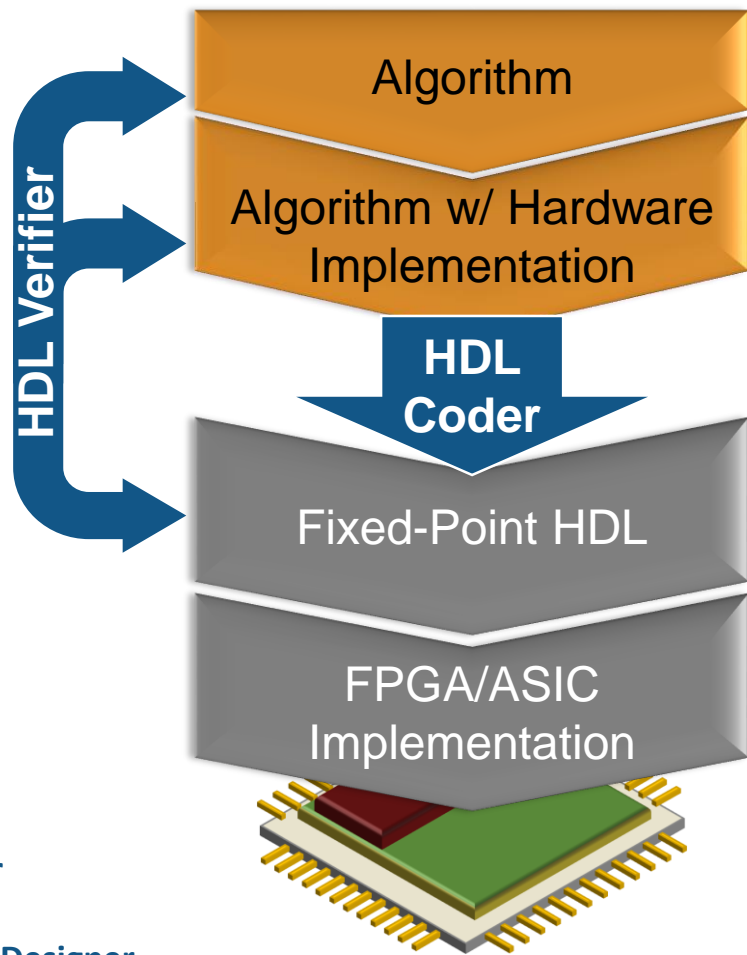 Algorithm
Algorithm w/ Hardware
Implementation
HDL Verifier
HDL
Coder
Fixed-Point HDL
FPGA/ASIC
Implementation
Designer